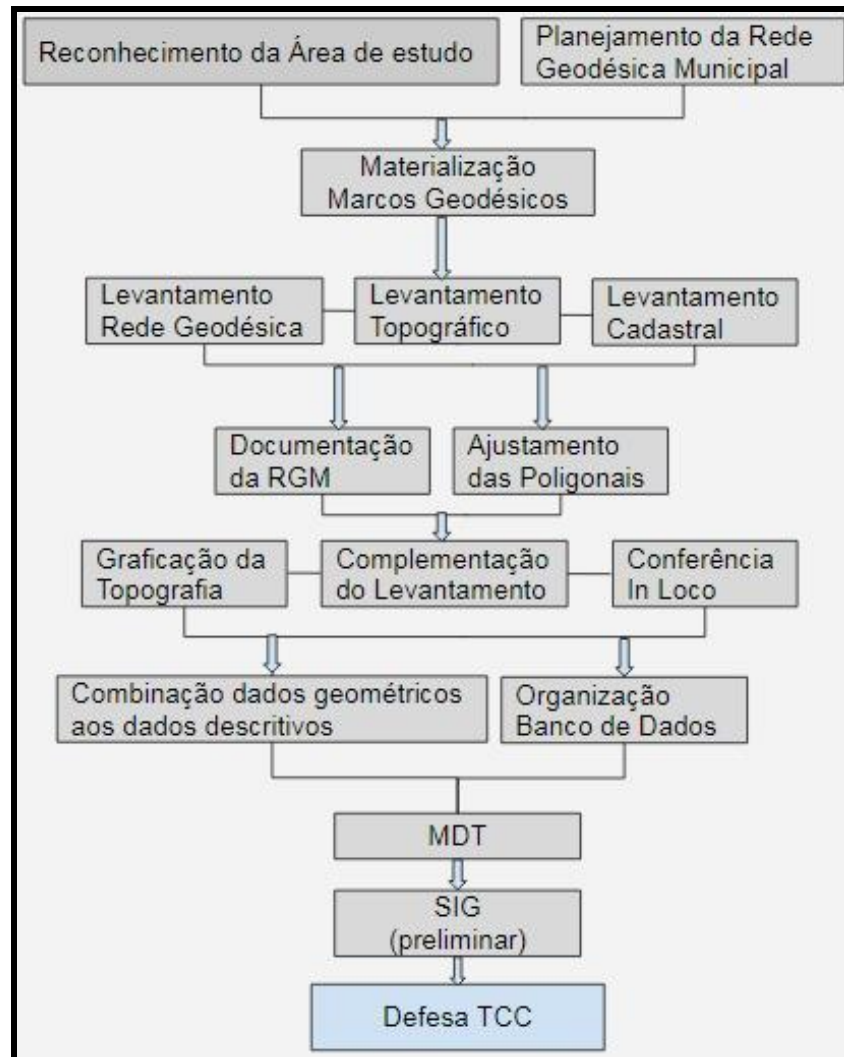 Reconhecimento da Área de estudo
Planejamento da Rede
Geodésica Municipal
Materialização
Marcos Geodésicos
Levantamento
Rede Geodésica
Levantamento
Topográfico
Levantamento
Cadastral
Documentação
da RGM
Ajustamento
das Poligonais
Graficação da
Topografia
Complementação
do Levantamento
Conferência
In Loco
Combinação dados geométricos
aos dados descritivos
Organização
Banco de Dados
MDT
SIG
(preliminar)
Defesa TCC